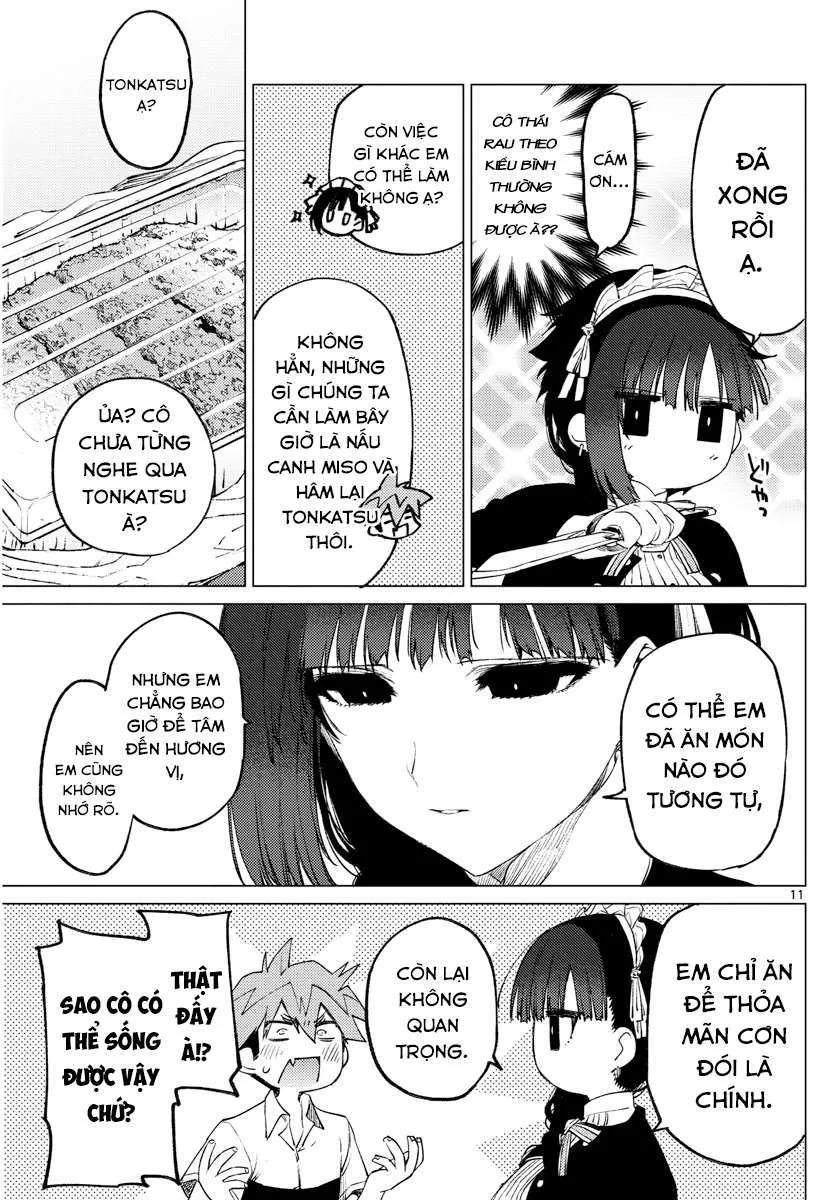 ĐÃ
XONG
RỒI
Ạ.
CÁM
ƠN...
CÔ THÁI
RAU THEO
KIỂU BÌNH
THƯỜNG
KHÔNG
ĐƯỢC À??
ドヤっ
CÒN VIỆC
GÌ KHÁC EM
CÓ THỂ LÀM
KHÔNG Ạ?
KHÔNG
HẲN, NHỮNG
GÌ CHÚNG TA
CẦN LÀM BÂY
GIỜ LÀ NẤU
CANH MISO VÀ
HÂM LẠI
TONKATSU
THÔI.
TONKATSU
Ạ?
ỦA? CÔ
CHƯA TỪNG
NGHE QUA
TONKATSU
À?
CÓ THỂ EM
ĐÃ ĂN MÓN
NÀO ĐÓ
TƯƠNG TỰ,
NHƯNG EM
CHẲNG BAO
GIỜ ĐỂ TÂM
ĐẾN HƯƠNG
VỊ,
NÊN
EM CŨNG
KHÔNG
NHỚ RÕ.
11
EM CHỈ ĂN
ĐỂ THỎA
MÃN CƠN
ĐÓI LÀ
CHÍNH.
CÒN LẠI
KHÔNG
QUAN
TRỌNG.
THẬT
ĐẤY
À!?
SAO CÔ CÓ
THỂ SỐNG
ĐƯỢC VẬY
CHỨ?